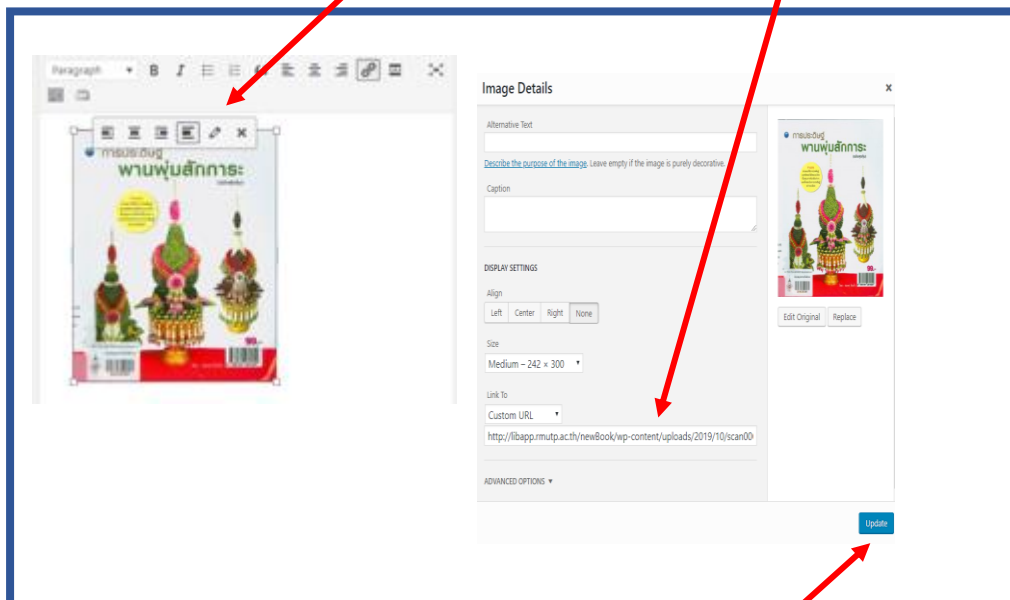 Paragraph
B I
การประดิษฐ์
พานพุ่มสักการะ
99.-
Image Details
x
Alternative Text
Describe the purpose of the image. Leave empty if the image is purely decorative.
Caption
DISPLAY SETTINGS
Align
Left Center Right None
Size
Medium – 242 × 300
Link To
Custom URL
http://libapp.rmutp.ac.th/newBook/wp-content/uploads/2019/10/scan00
ADVANCED OPTIONS
การประดิษฐ์
พานพุ่มสักการะ
99.-
Edit Original Replace
Update